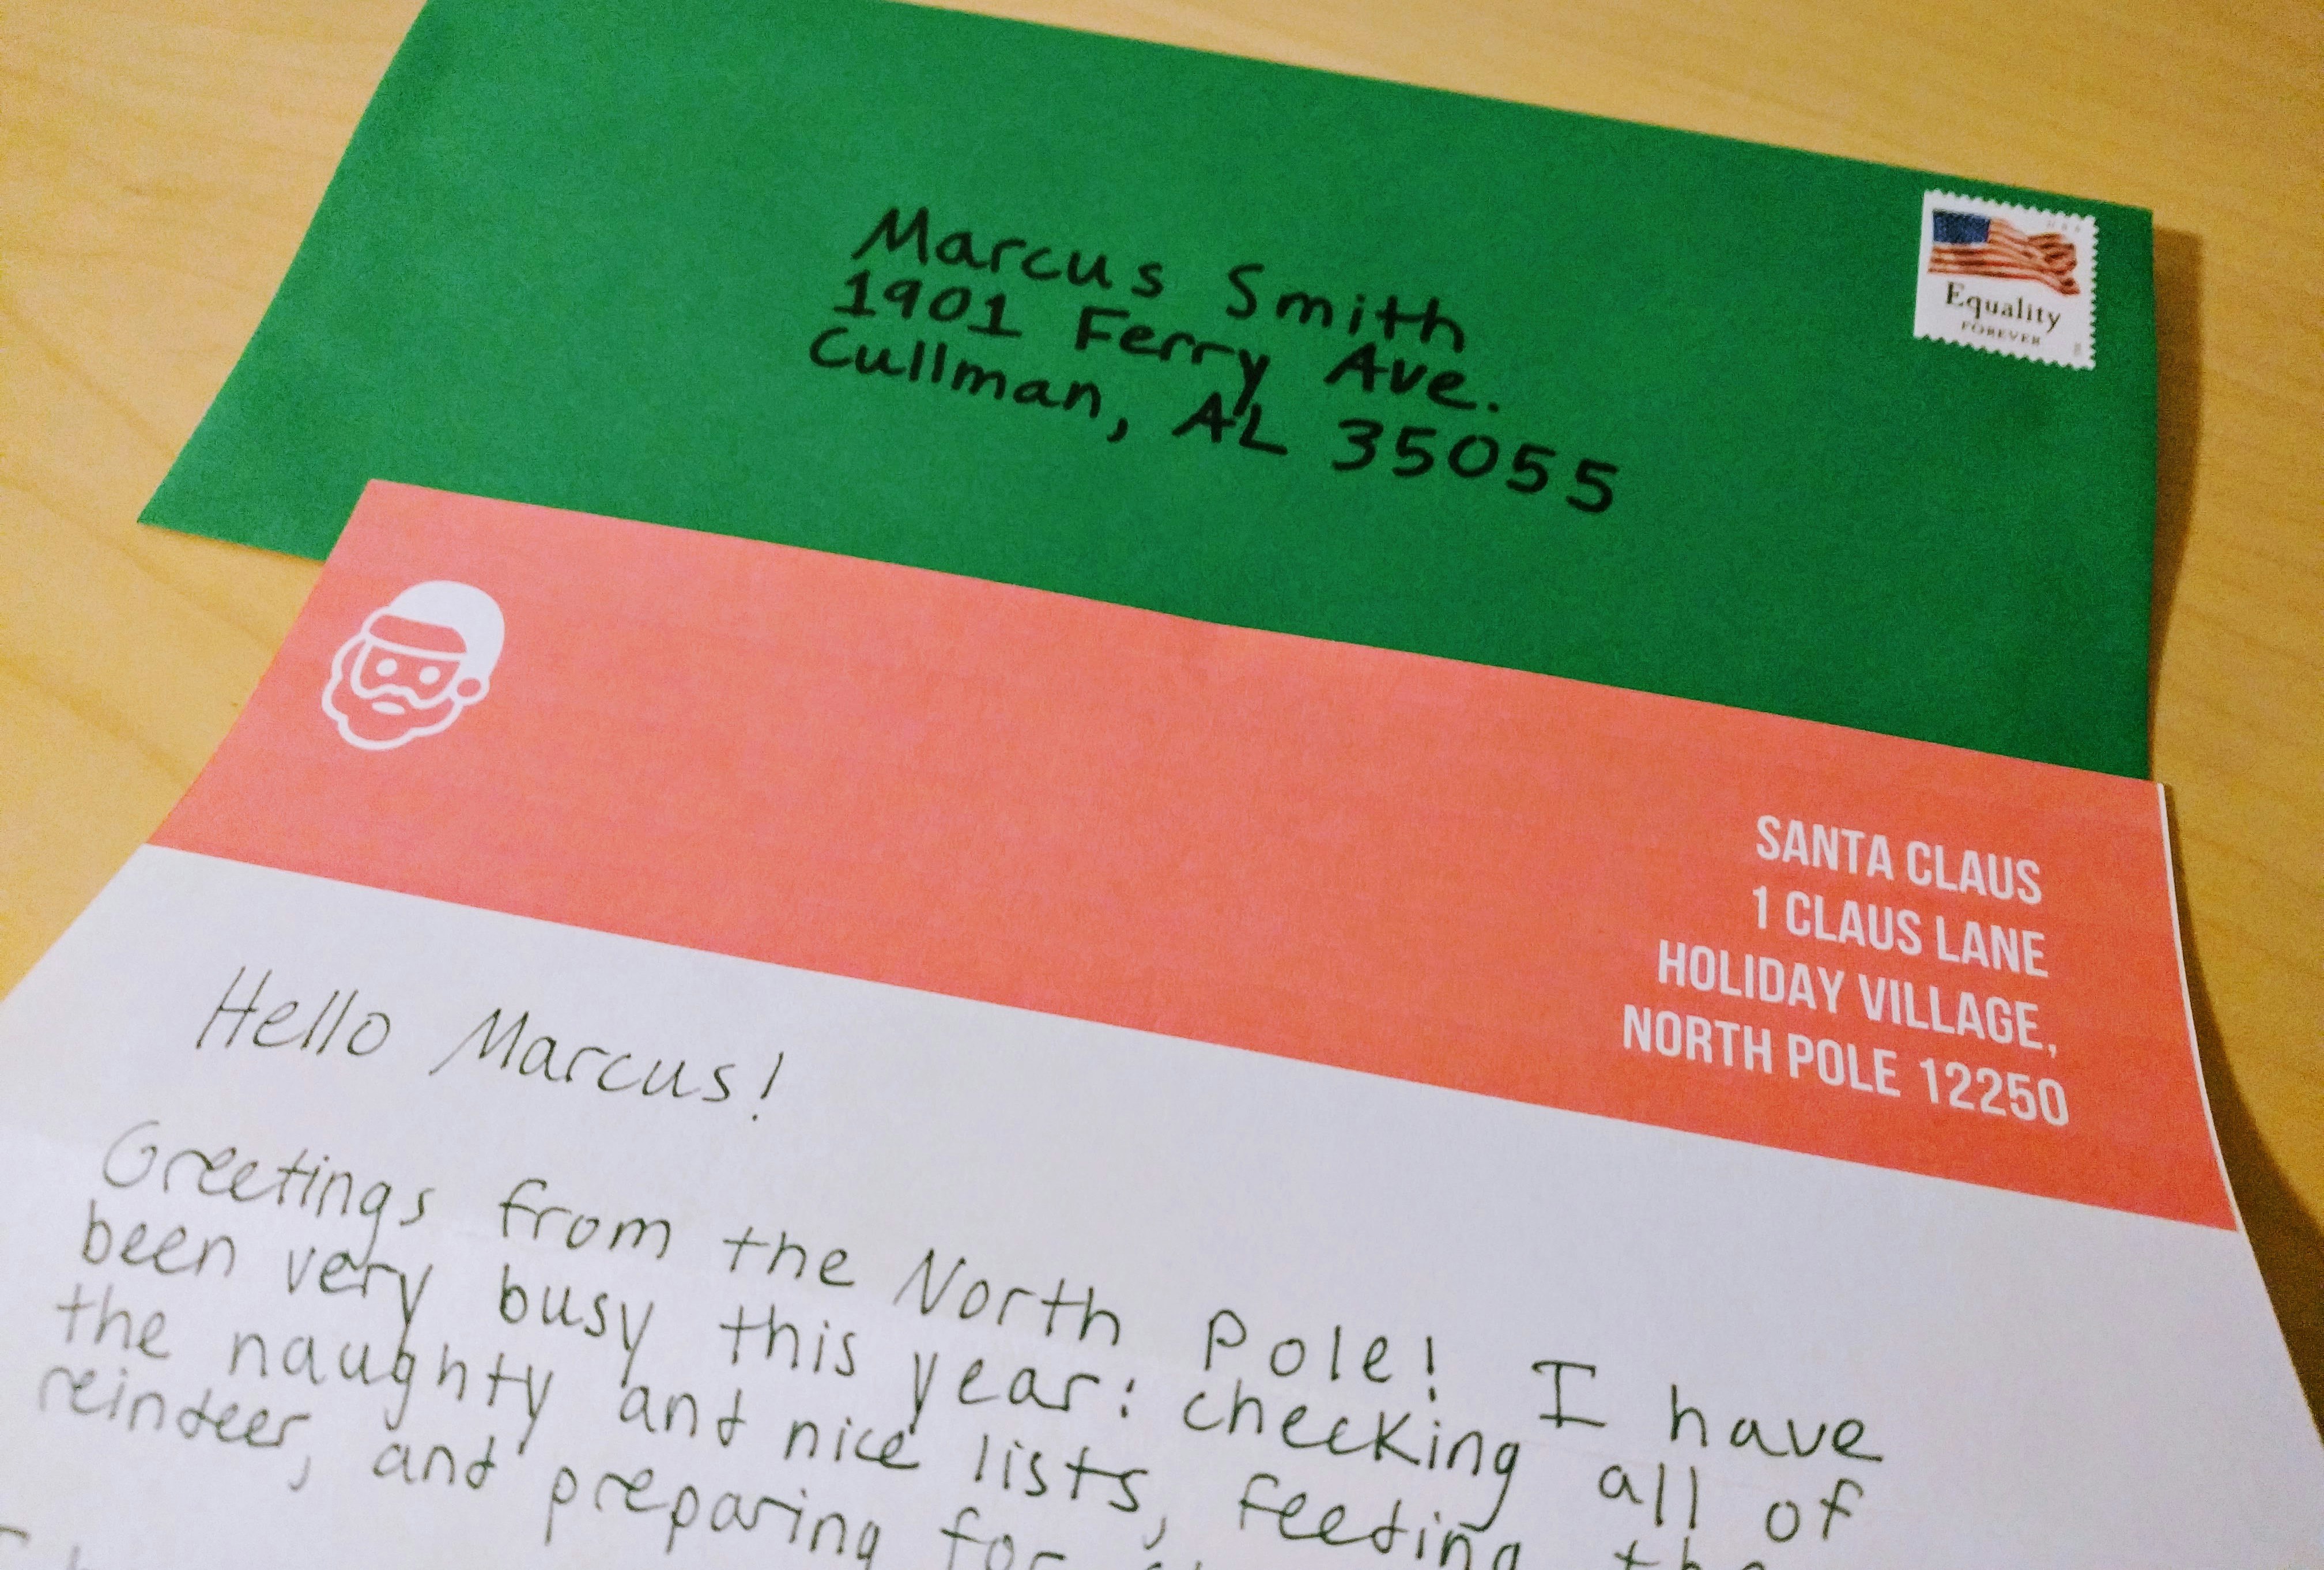 Marcus Smith
1901 Ferry Ave.
Cullman, AL 35055
Equality
FOREVER
SANTA CLAUS
1 CLAUS LANE
HOLIDAY VILLAGE,
NORTH POLE 12250
Hello Marcus!
Greetings from the North Pole! I have
been very busy this year: checking all of
the naughty and nice lists, feeding the
reindeer, and preparing for